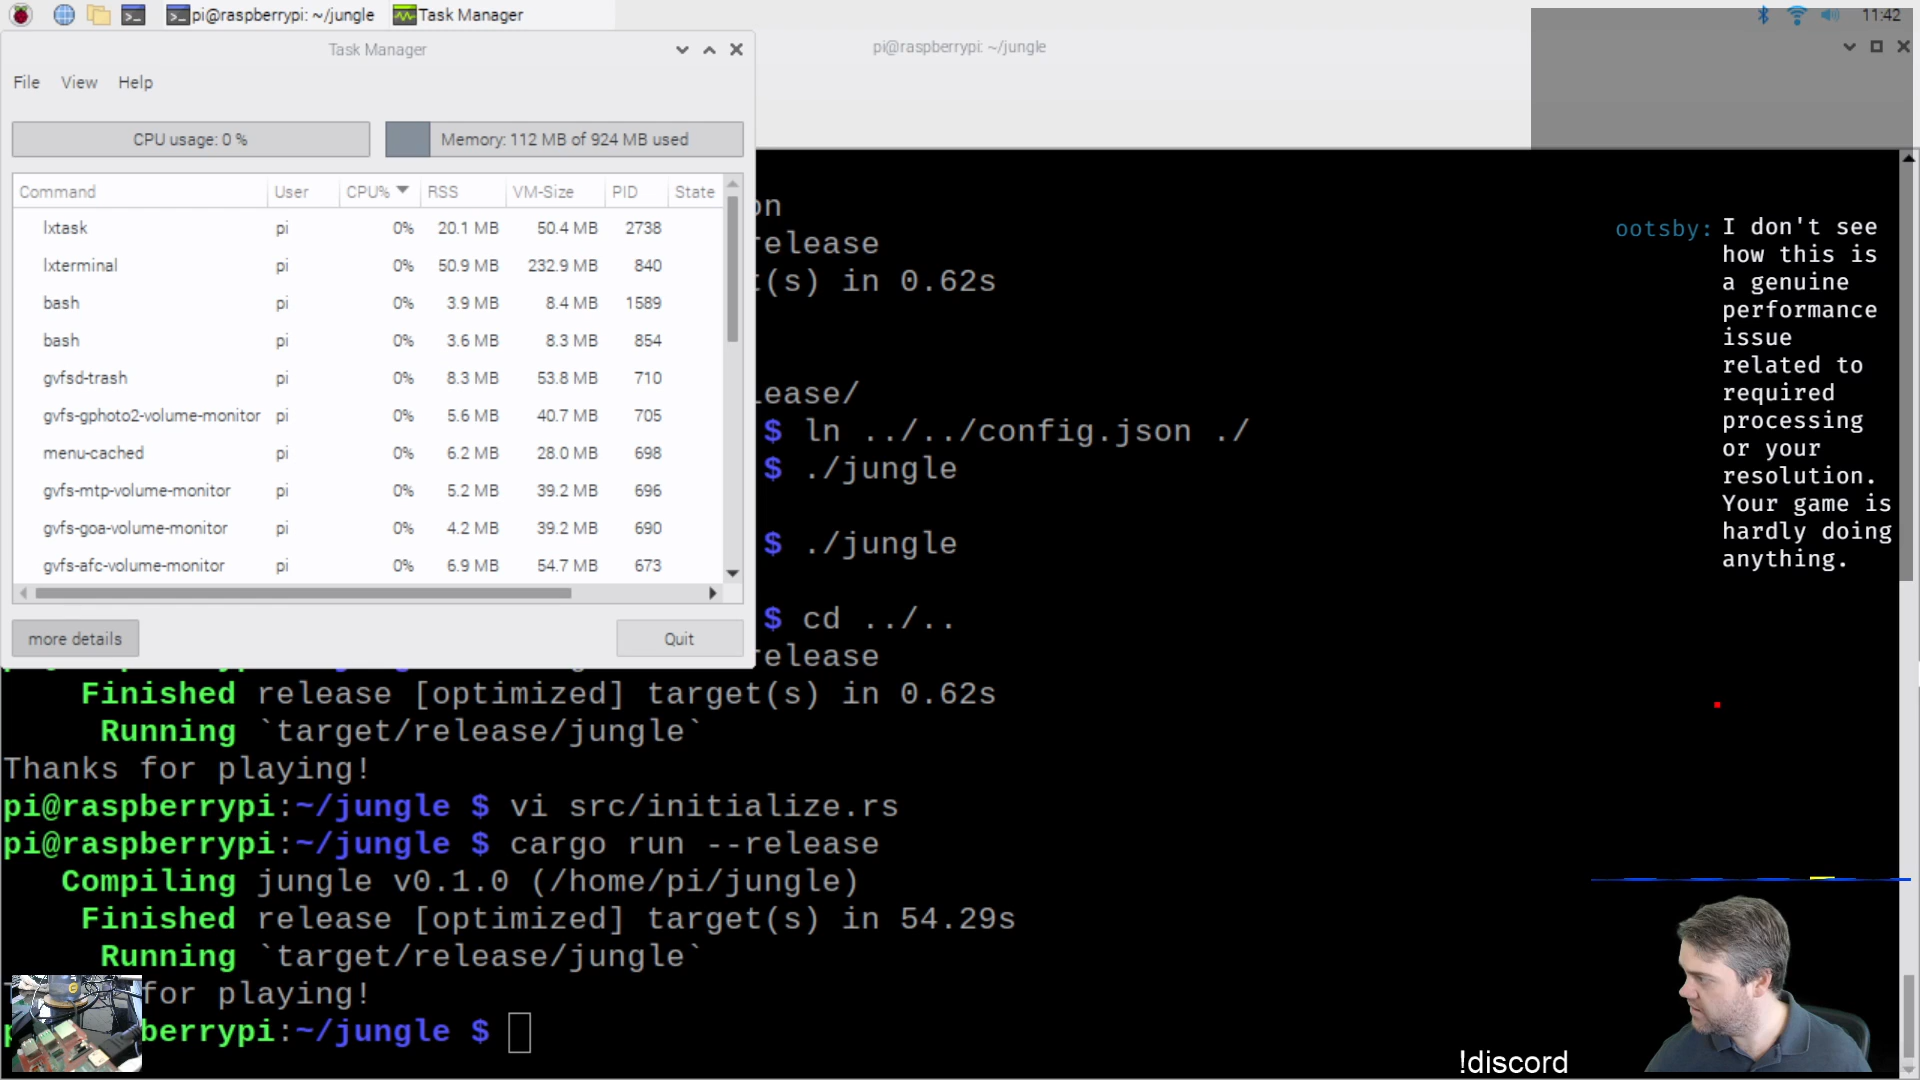 pi@raspberrypi: ~/jungle
Task Manager
11:42
Task Manager
pi@raspberrypi: ~/jungle
File View Help
CPU usage: 0 %
Memory: 112 MB of 924 MB used
Command User CPU% RSS VM-Size PID State
lxtask pi 0% 20.1 MB 50.4 MB 2738
lxterminal pi 0% 50.9 MB 232.9 MB 840
bash pi 0% 3.9 MB 8.4 MB 1589
bash pi 0% 3.6 MB 8.3 MB 854
gvfsd-trash pi 0% 8.3 MB 53.8 MB 710
gvfs-gphoto2-volume-monitor pi 0% 5.6 MB 40.7 MB 705
menu-cached pi 0% 6.2 MB 28.0 MB 698
gvfs-mtp-volume-monitor pi 0% 5.2 MB 39.2 MB 696
gvfs-goa-volume-monitor pi 0% 4.2 MB 39.2 MB 690
gvfs-afc-volume-monitor pi 0% 6.9 MB 54.7 MB 673
more details
Quit
on
release
t(s) in 0.62s
lease/
$ ln ../../config.json ./
$ ./jungle
$ ./jungle
$ cd ../..
release
Finished release [optimized] target(s) in 0.62s
Running `target/release/jungle`
Thanks for playing!
pi@raspberrypi:~/jungle $ vi src/initialize.rs
pi@raspberrypi:~/jungle $ cargo run --release
Compiling jungle v0.1.0 (/home/pi/jungle)
Finished release [optimized] target(s) in 54.29s
Running `target/release/jungle`
for playing!
berrypi:~/jungle $
ootsby: I don't see
how this is
a genuine
performance
issue
related to
required
processing
or your
resolution.
Your game is
hardly doing
anything.
!discord